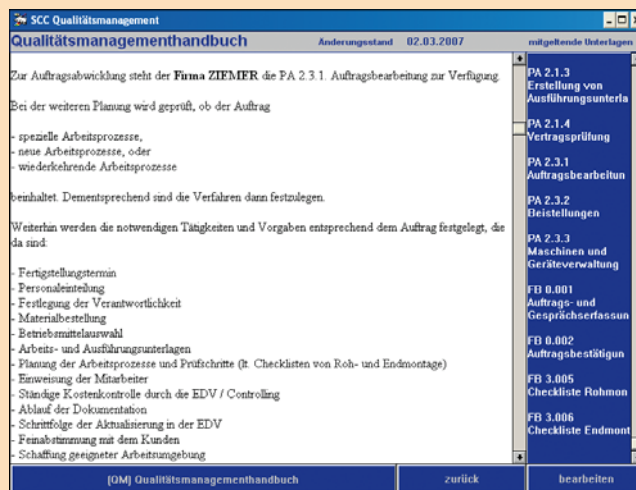 SCC Qualitätsmanagement
Qualitätsmanagementhandbuch
Änderungsstand 02.03.2007
mitgeltende Unterlagen
Zur Auftragsabwicklung steht der Firma ZIEMER die PA 2.3.1. Auftragsbearbeitung zur Verfügung.
Bei der weiteren Planung wird geprüft, ob der Auftrag
- spezielle Arbeitsprozesse,
- neue Arbeitsprozesse, oder
- wiederkehrende Arbeitsprozesse
beinhaltet. Dementsprechend sind die Verfahren dann festzulegen.
Weiterhin werden die notwendigen Tätigkeiten und Vorgaben entsprechend dem Auftrag festgelegt, die
da sind:
- Fertigstellungstermin
- Personaleinteilung
- Festlegung der Verantwortlichkeit
- Materialbestellung
- Betriebsmittelauswahl
- Arbeits- und Ausführungsunterlagen
- Planung der Arbeitsprozesse und Prüfschritte (lt. Checklisten von Roh- und Endmontage)
- Einweisung der Mitarbeiter
- Ständige Kostenkontrolle durch die EDV / Controlling
- Ablauf der Dokumentation
- Schrittfolge der Aktualisierung in der EDV
- Feinabstimmung mit dem Kunden
- Schaffung geeigneter Arbeitsumgebung
PA 2.1.3
Erstellung von
Ausführungsunterla
PA 2.1.4
Vertragsprüfung
PA 2.3.1
Auftragsbearbeitun
PA 2.3.2
Beistellungen
PA 2.3.3
Maschinen und
Geräteverwaltung
FB 0.001
Auftrags- und
Gesprächserfassun
FB 0.002
Auftragsbestätigun
FB 3.005
Checkliste Rohmon
FB 3.006
Checkliste Endmont
[QM] Qualitätsmanagementhandbuch
zurück
bearbeiten